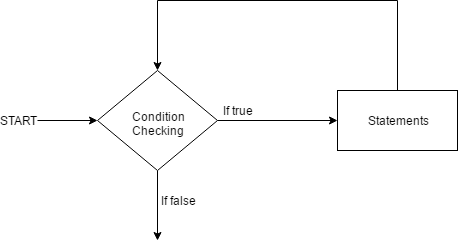 If true
START
Condition
Checking
Statements
If false